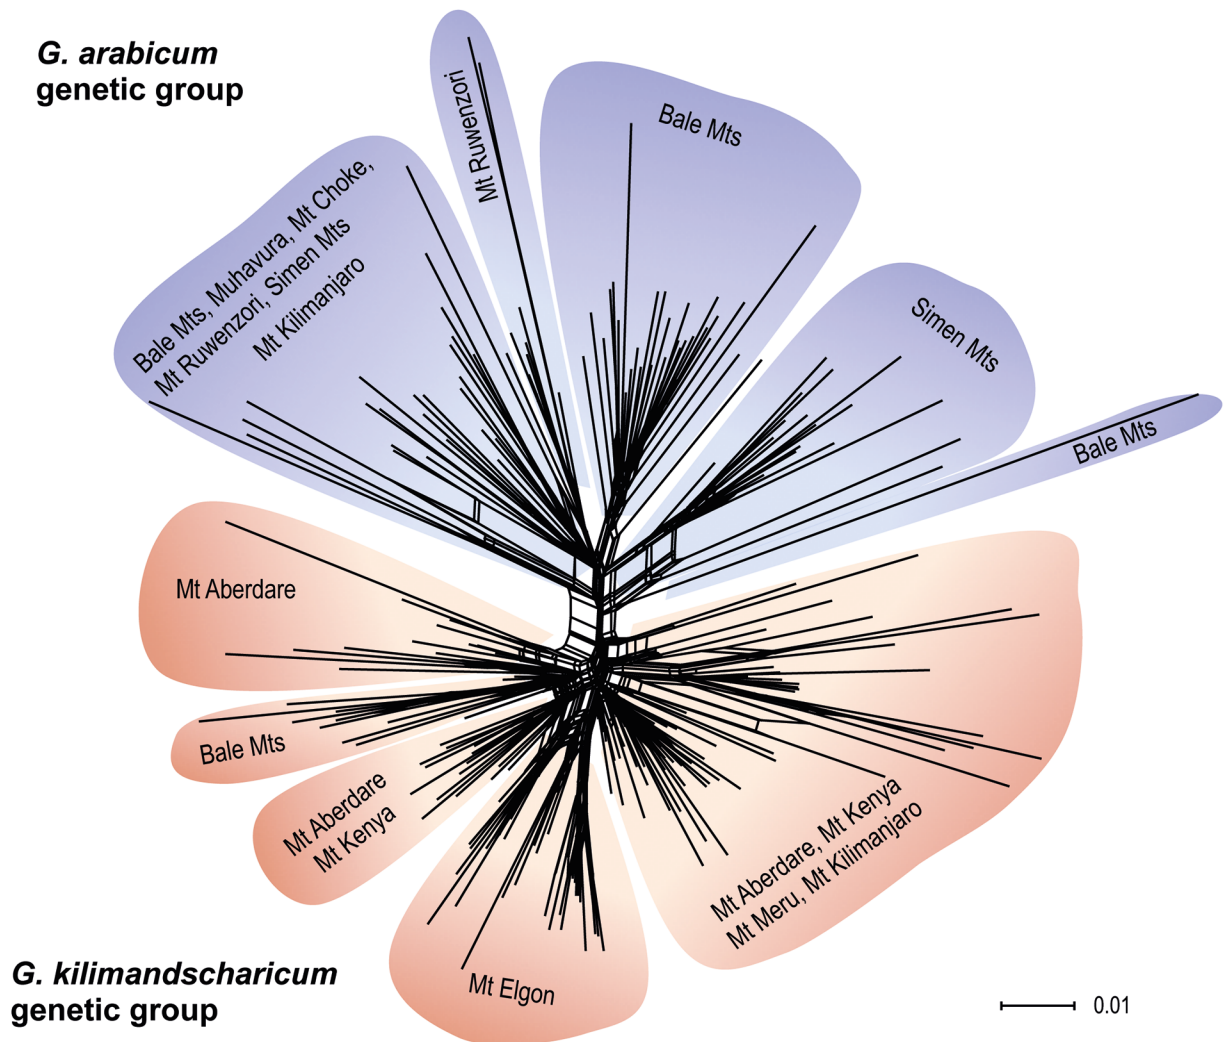 G. arabicum
genetic group
Mt Ruwenzori
Bale Mts
Bale Mts, Muhavura, Mt Choke,
Mt Ruwenzori, Simen Mts
Mt Kilimanjaro
Simen Mts
Bale Mts
Mt Aberdare
Bale Mts
Mt Aberdare
Mt Kenya
Mt Aberdare, Mt Kenya
Mt Meru, Mt Kilimanjaro
Mt Elgon
G. kilimandscharicum
genetic group
0.01